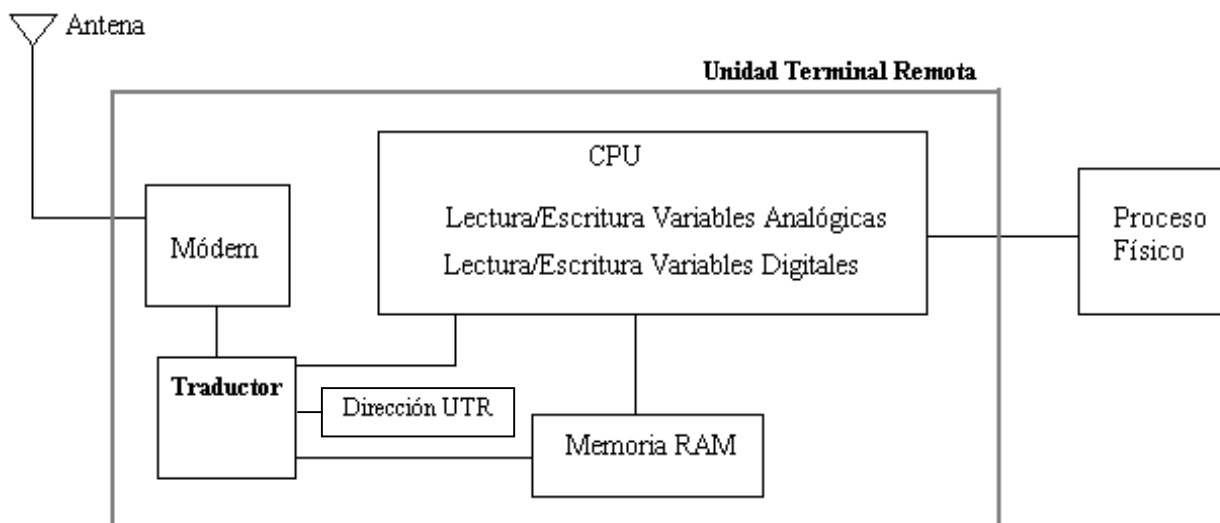 Antena
Unidad Terminal Remota
CPU
Lectura/Escritura Variables Analógicas
Lectura/Escritura Variables Digitales
Proceso
Físico
Módem
Traductor
Dirección UTR
Memoria RAM